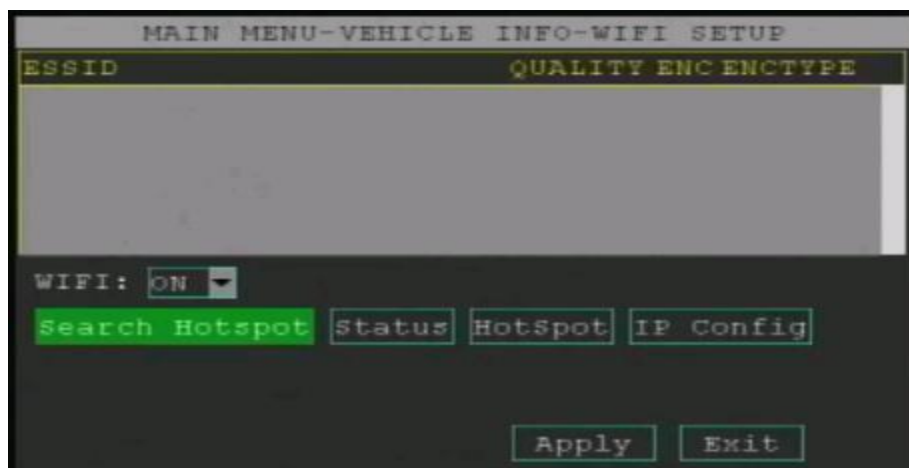 MAIN MENU-VEHICLE INFO-WIFI SETUP
ESSID QUALITY ENC ENCTYPE
WIFI: ON
Search Hotspot Status HotSpot IP Config
Apply Exit